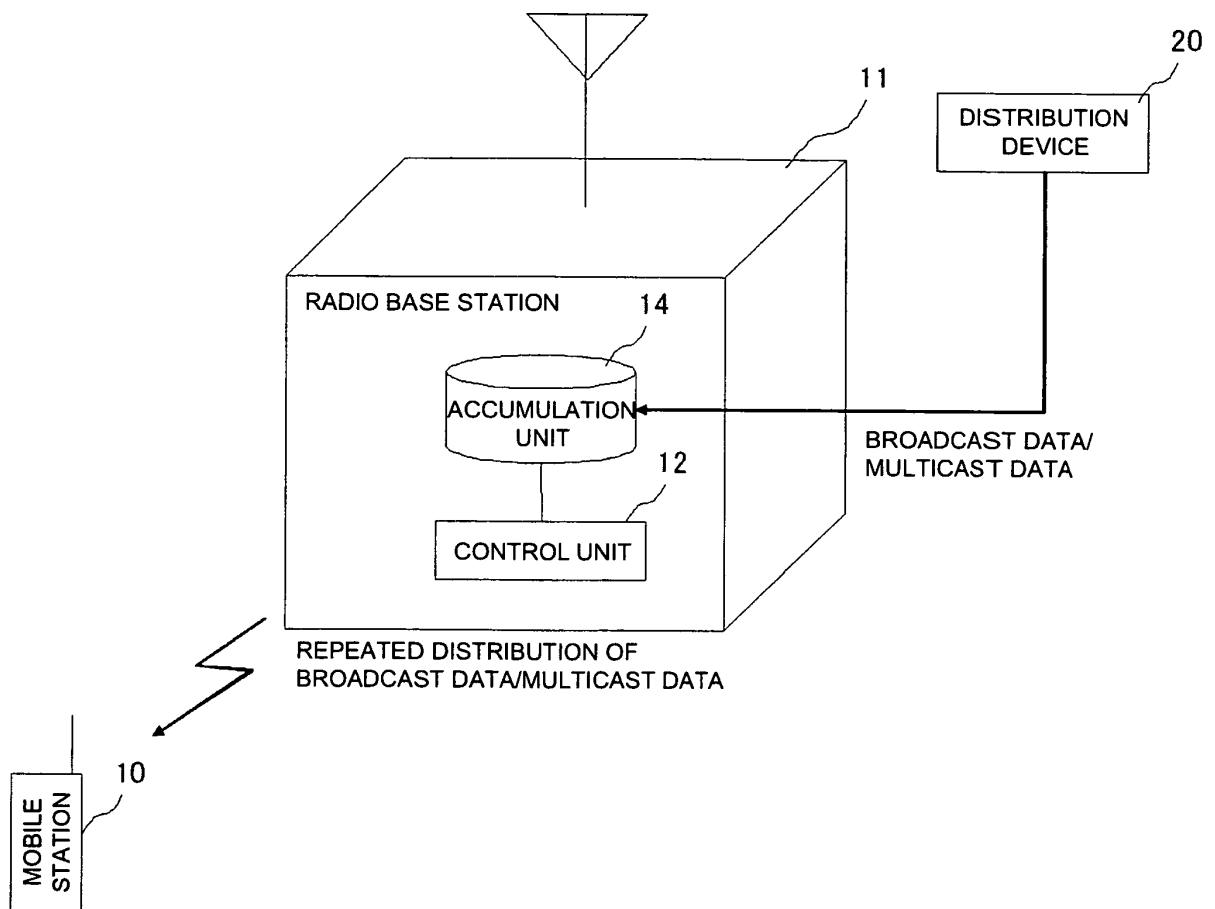 20
11
DISTRIBUTION
DEVICE
RADIO BASE STATION
14
ACCUMULATION
UNIT
BROADCAST DATA/
MULTICAST DATA
12
CONTROL UNIT
REPEATED DISTRIBUTION OF
BROADCAST DATA/MULTICAST DATA
10
MOBILE
STATION